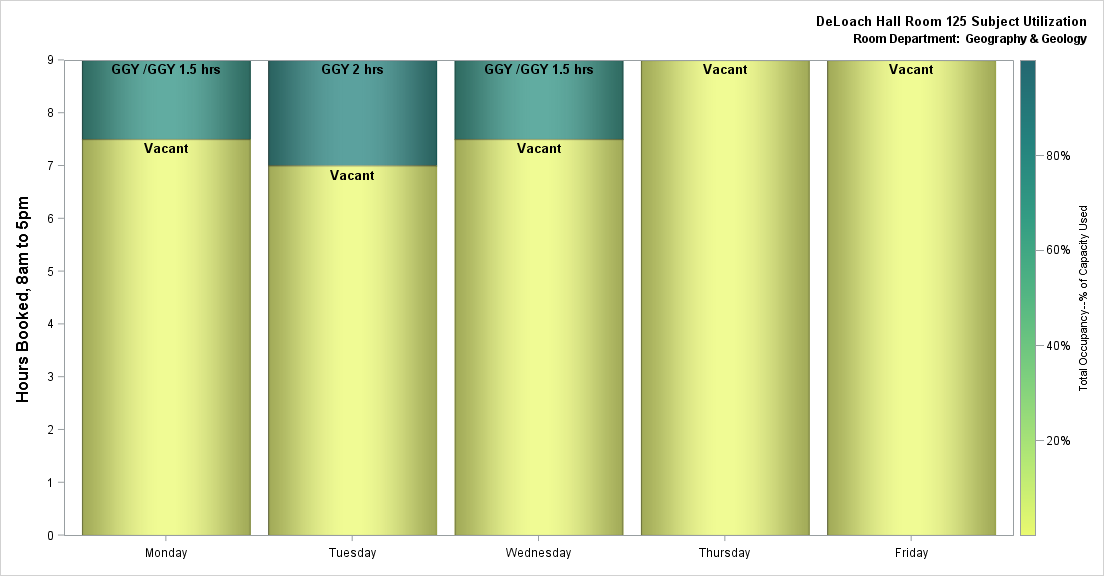 DeLoach Hall Room 125 Subject Utilization
Room Department: Geography & Geology
Hours Booked, 8am to 5pm
9
8
7
6
5
4
3
2
1
0
GGY /GGY 1.5 hrs
Vacant
GGY 2 hrs
Vacant
GGY /GGY 1.5 hrs
Vacant
Vacant
Vacant
Monday
Tuesday
Wednesday
Thursday
Friday
80%
60%
40%
20%
Total Occupancy--% of Capacity Used